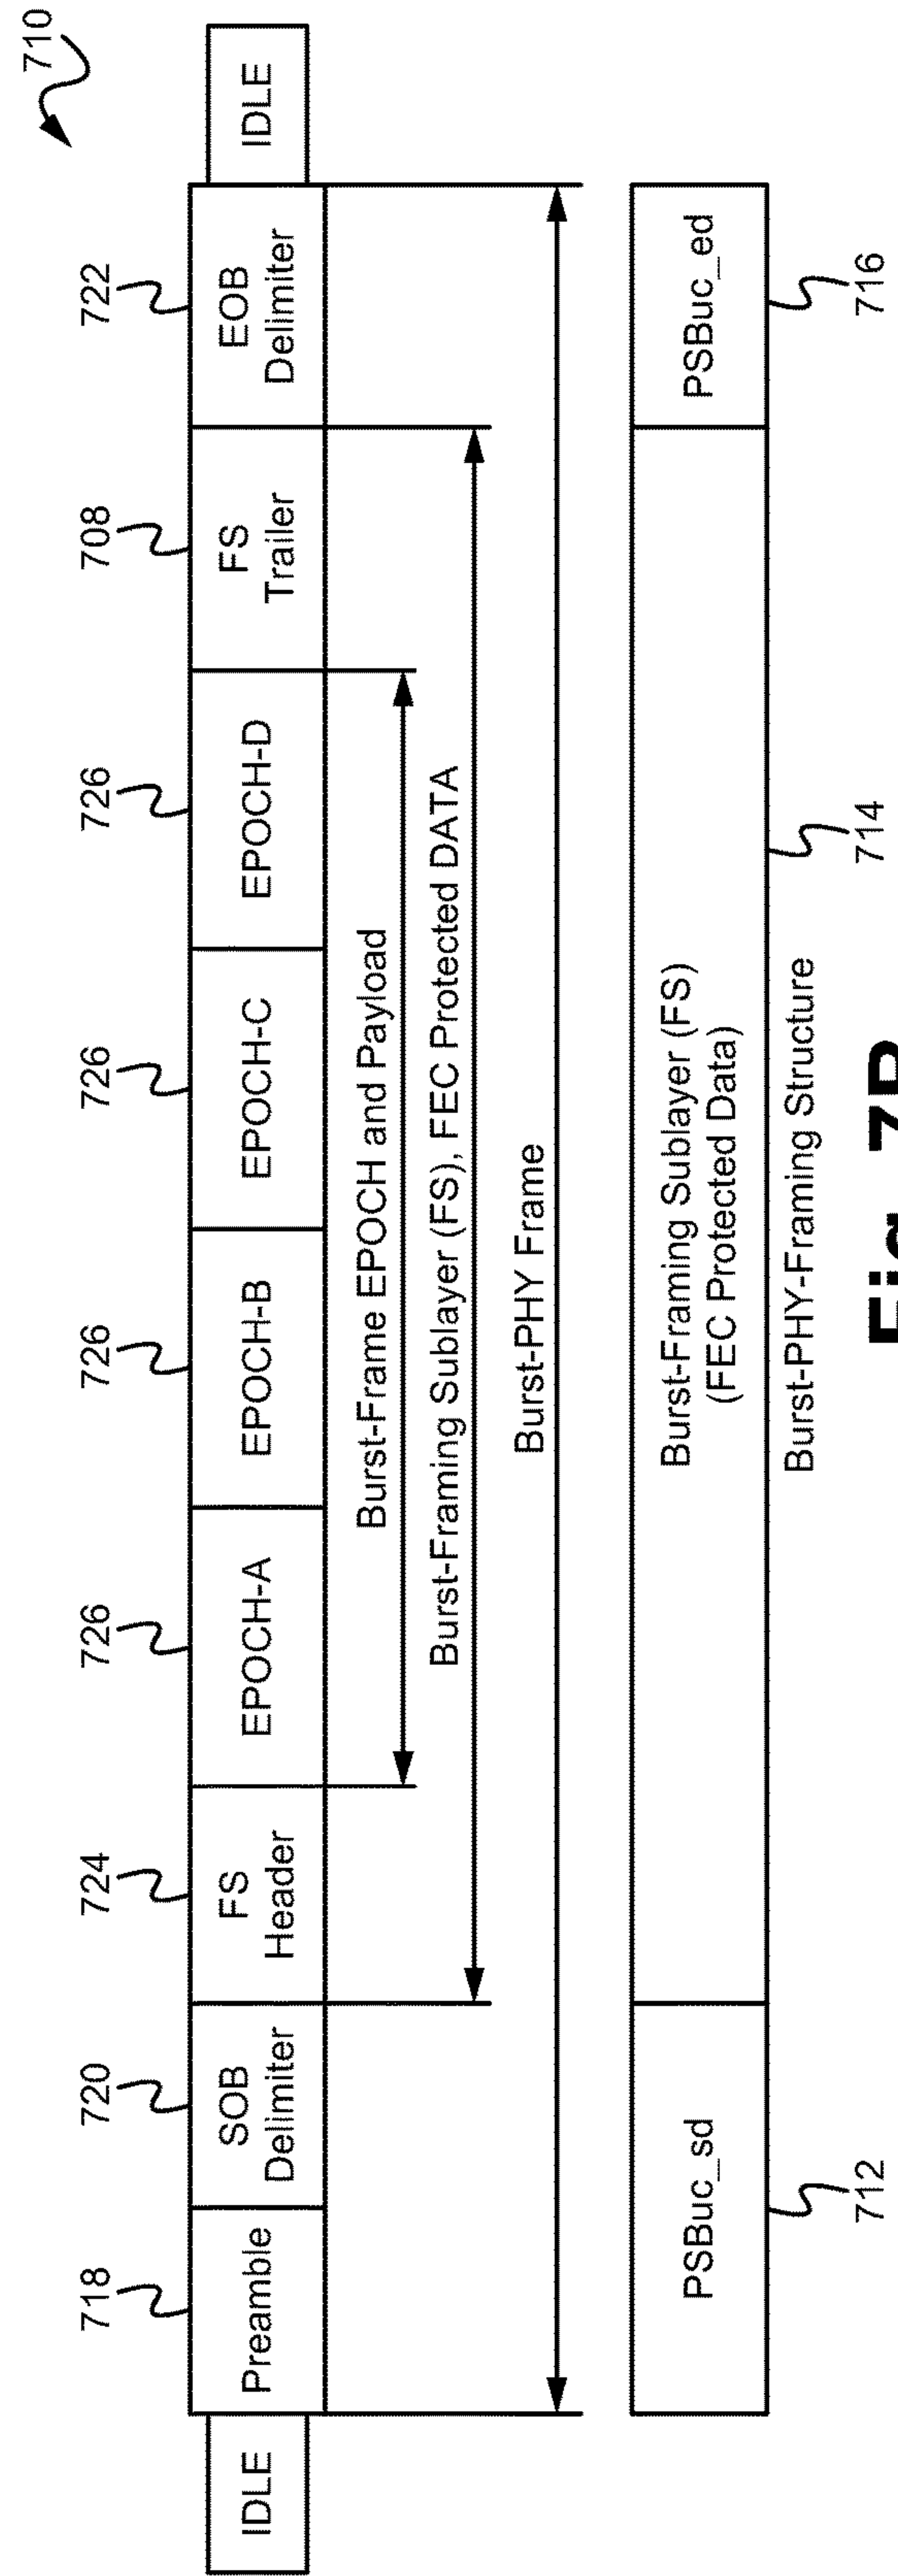 710
718
720
724
726
726
726
726
708
722
IDLE
Preamble
SOB
Delimiter
FS
Header
EPOCH-A
EPOCH-B
EPOCH-C
EPOCH-D
FS
Trailer
EOB
Delimiter
IDLE
Burst-Frame EPOCH and Payload
Burst-Framing Sublayer (FS), FEC Protected DATA
Burst-PHY Frame
PSBuc_sd
Burst-Framing Sublayer (FS)
(FEC Protected Data)
PSBuc_ed
712
714
716
Burst-PHY-Framing Structure